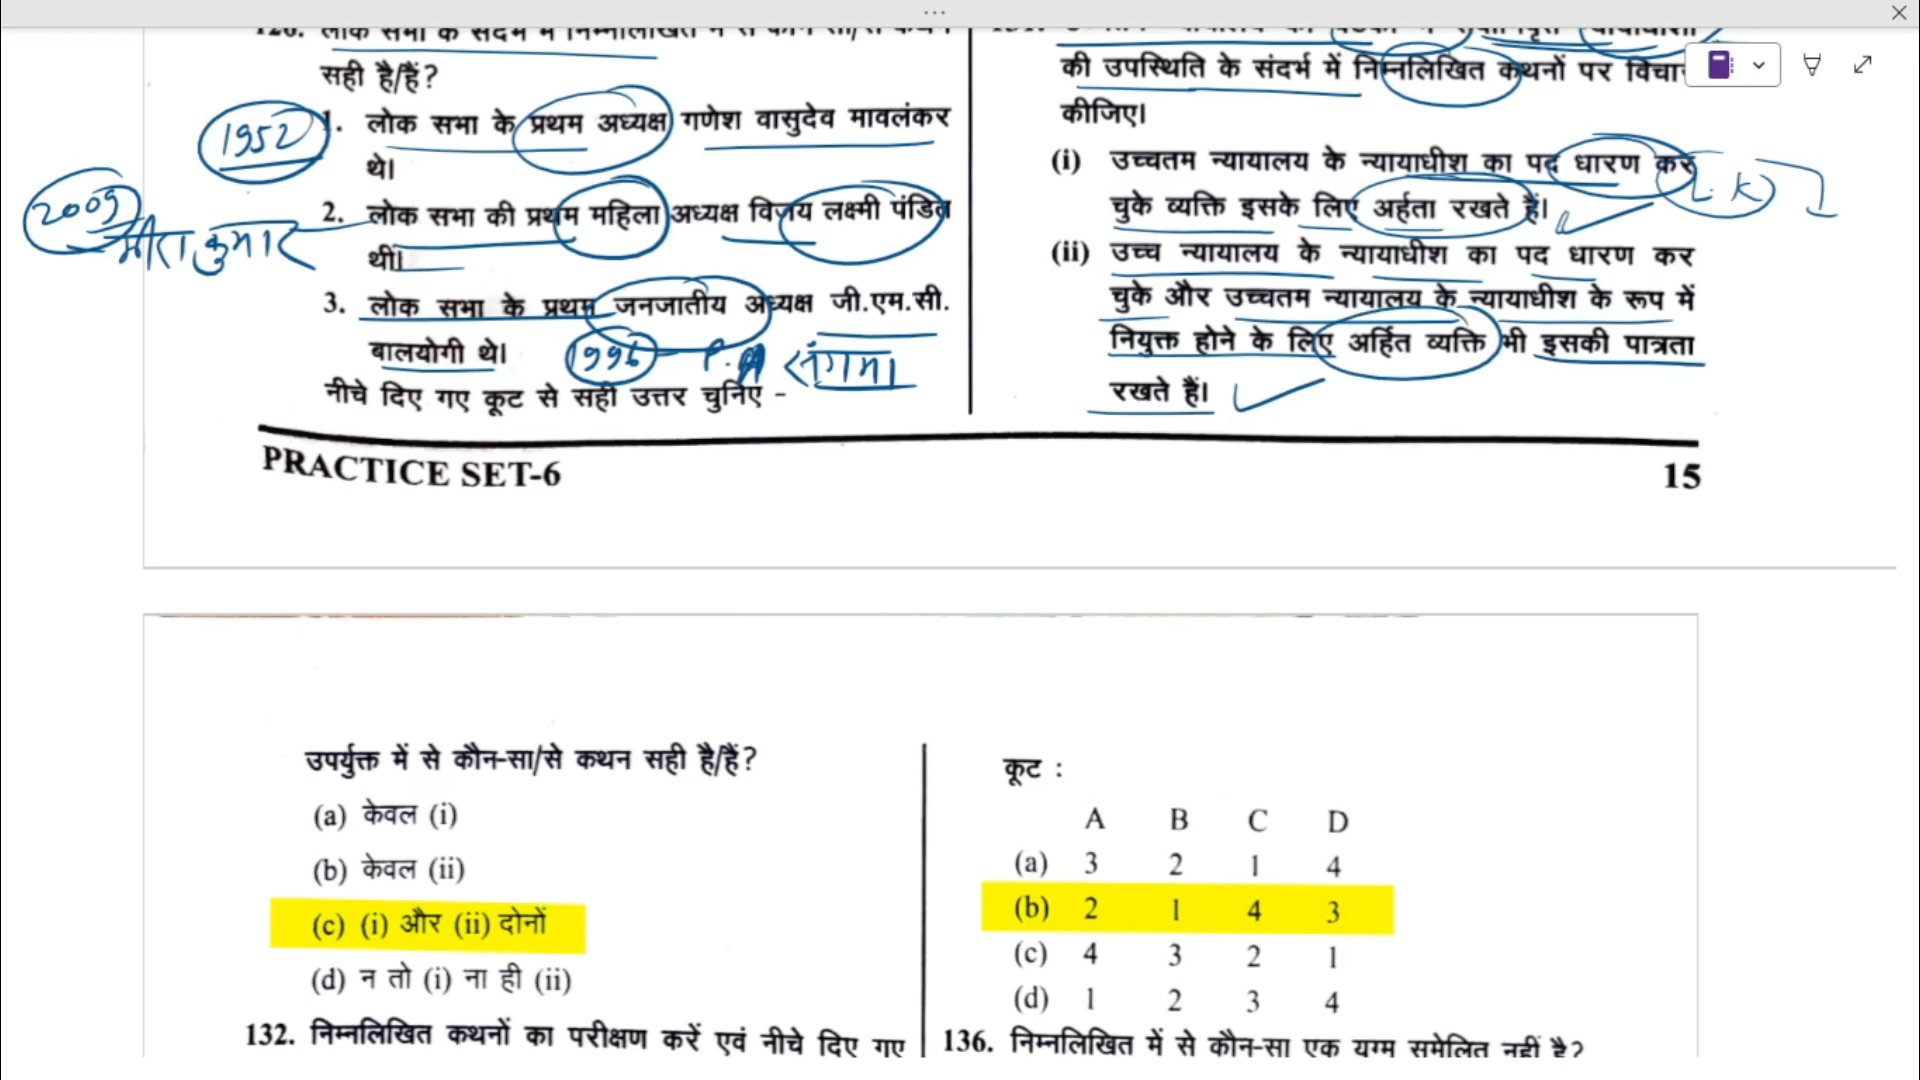 सही है/हैं?
1952
1. लोक सभा के प्रथम अध्यक्ष गणेश वासुदेव मावलंकर
थे।
2009
मीरा कुमार
2. लोक सभा की प्रथम महिला अध्यक्ष विजय लक्ष्मी पंडित
थीं।
3. लोक सभा के प्रथम जनजातीय अध्यक्ष जी.एम.सी.
बालयोगी थे।
1996 P.A संगमा
नीचे दिए गए कूट से सही उत्तर चुनिए -
की उपस्थिति के संदर्भ में निम्नलिखित कथनों पर विचार
कीजिए।
(i) उच्चतम न्यायालय के न्यायाधीश का पद धारण कर
चुके व्यक्ति इसके लिए अर्हता रखते हैं।
(ii) उच्च न्यायालय के न्यायाधीश का पद धारण कर
चुके और उच्चतम न्यायालय के न्यायाधीश के रूप में
नियुक्त होने के लिए अर्हित व्यक्ति भी इसकी पात्रता
रखते हैं।
PRACTICE SET-6
15
उपर्युक्त में से कौन-सा/से कथन सही है/हैं?
(a) केवल (i)
(b) केवल (ii)
(c) (i) और (ii) दोनों
(d) न तो (i) ना ही (ii)
132. निम्नलिखित कथनों का परीक्षण करें एवं नीचे दिए गए
कूट :
A B C D
(a) 3 2 1 4
(b) 2 1 4 3
(c) 4 3 2 1
(d) 1 2 3 4
136. निम्नलिखित में से कौन-सा एक युग्म सुमेलित नहीं है?